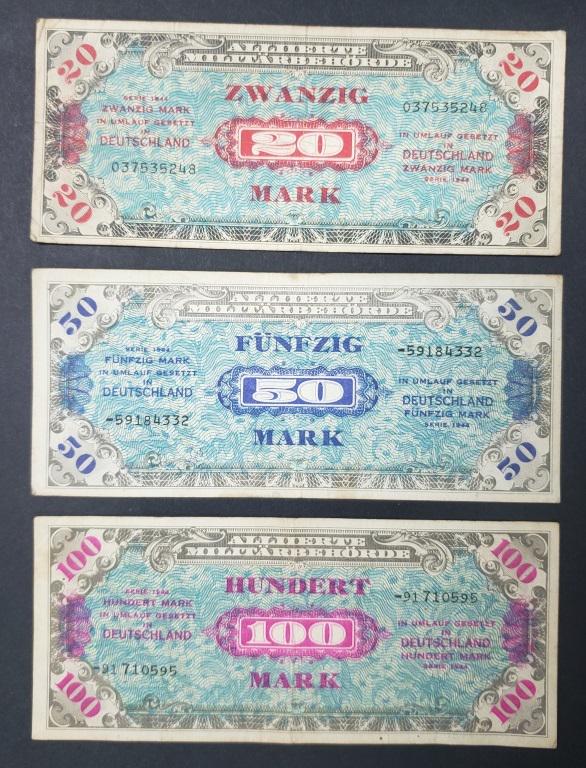 ALLIIERTE
MILITÄRBEHÖRDE
20
20
ZWANZIG
20
MARK
SERIE 1944
ZWANZIG MARK
IN UMLAUF GESETZT
IN
DEUTSCHLAND
037535248
037535248
IN UMLAUF GESETZT
IN
DEUTSCHLAND
ZWANZIG MARK
SERIE 1944
20
20
ALLIIERTE
MILITÄRBEHÖRDE
50
50
FÜNFZIG
50
MARK
SERIE 1944
FÜNFZIG MARK
IN UMLAUF GESETZT
IN
DEUTSCHLAND
-59184332
-59184332
IN UMLAUF GESETZT
IN
DEUTSCHLAND
FÜNFZIG MARK
SERIE 1944
50
50
ALLIIERTE
MILITÄRBEHÖRDE
100
100
HUNDERT
100
MARK
SERIE 1944
HUNDERT MARK
IN UMLAUF GESETZT
IN
DEUTSCHLAND
-91710595
-91710595
IN UMLAUF GESETZT
IN
DEUTSCHLAND
HUNDERT MARK
SERIE 1944
100
100